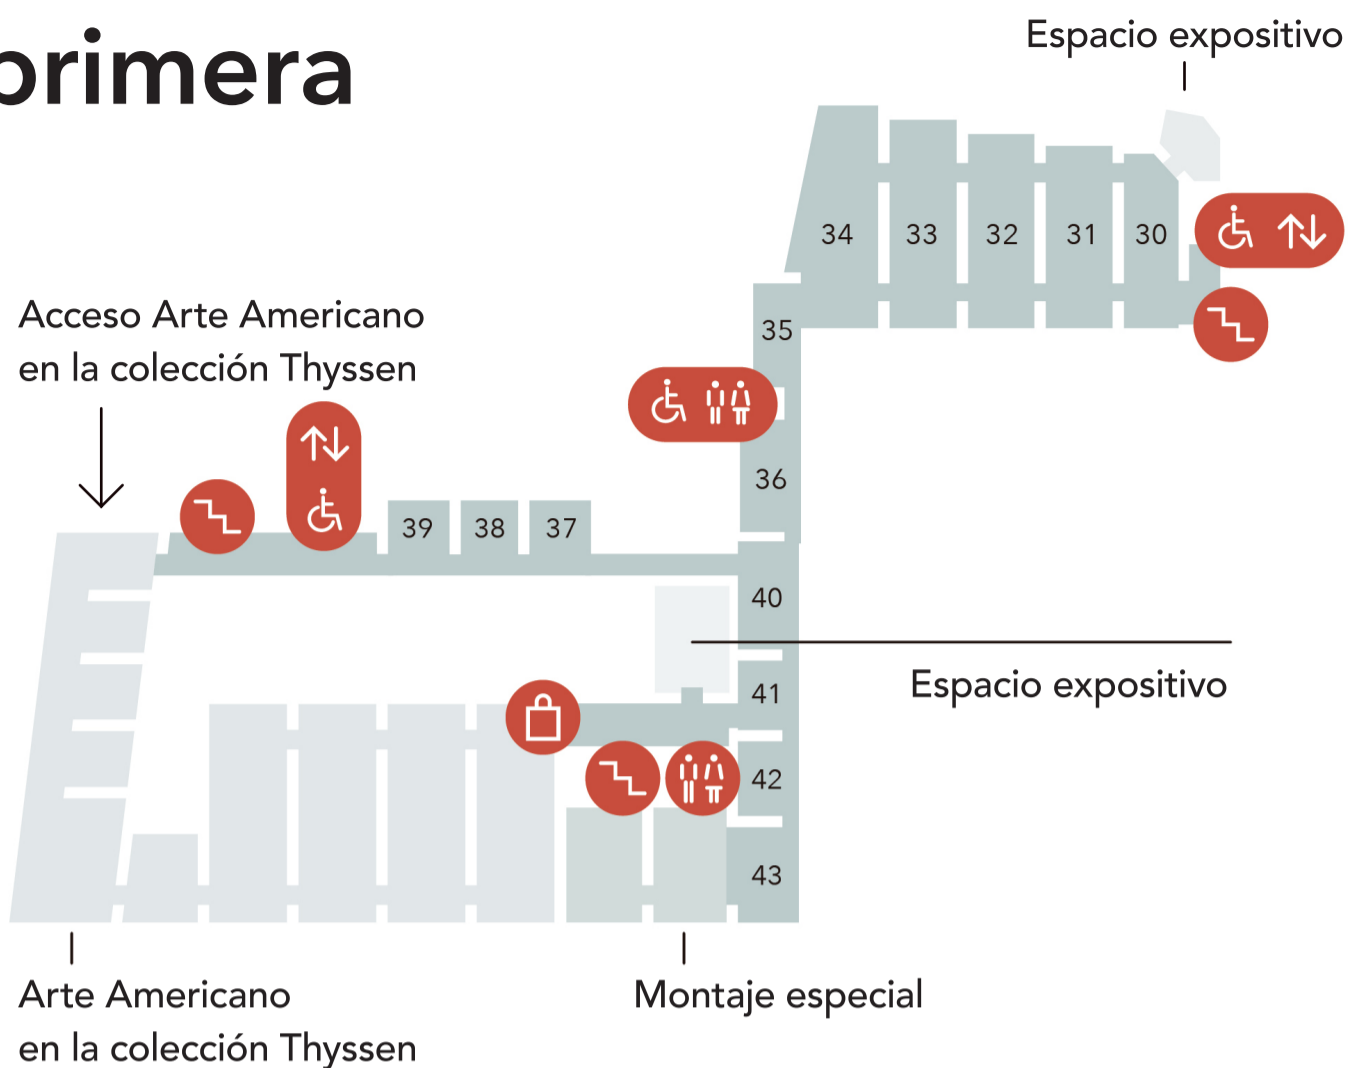 primera
Espacio expositivo
34 33 32 31 30
Acceso Arte Americano
en la colección Thyssen
35
36
39 38 37
40
41
Espacio expositivo
42
43
Arte Americano
en la colección Thyssen
Montaje especial